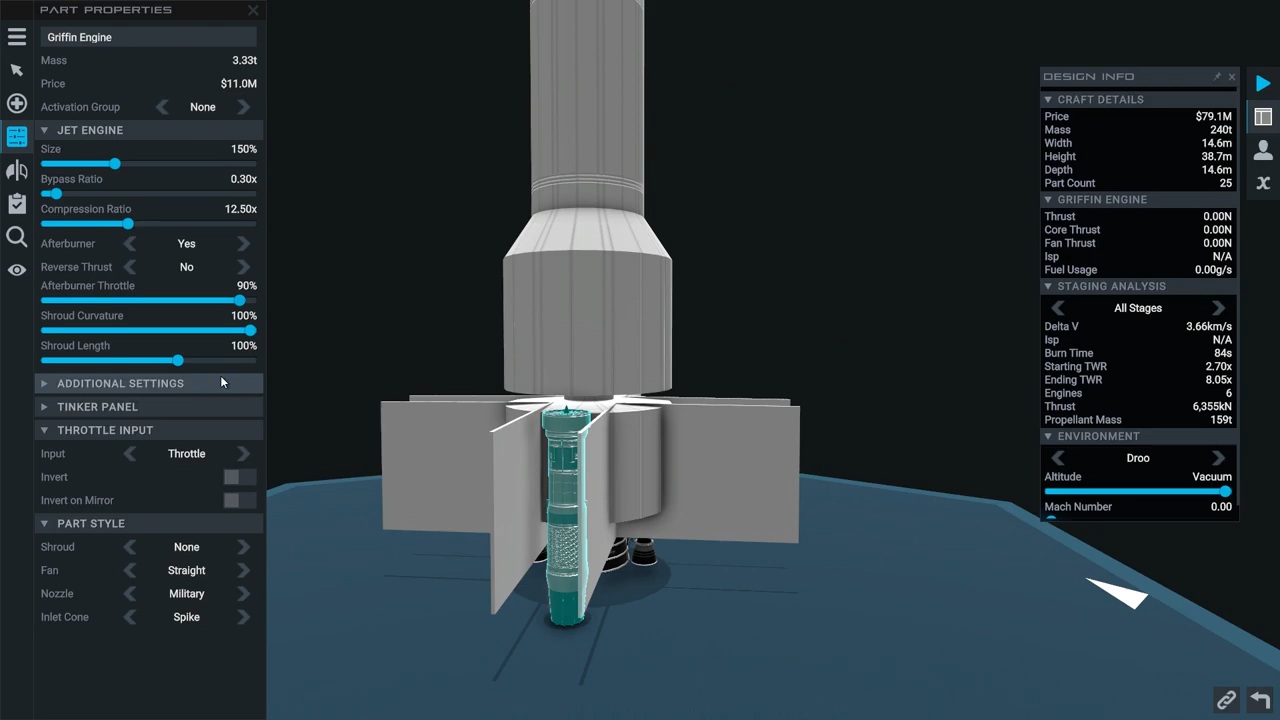 PART PROPERTIES
Griffin Engine
Mass 3.33t
Price $11.0M
Activation Group None
JET ENGINE
Size 150%
Bypass Ratio 0.30x
Compression Ratio 12.50x
Afterburner Yes
Reverse Thrust No
Afterburner Throttle 90%
Shroud Curvature 100%
Shroud Length 100%
ADDITIONAL SETTINGS
TINKER PANEL
THROTTLE INPUT
Input Throttle
Invert
Invert on Mirror
PART STYLE
Shroud None
Fan Straight
Nozzle Military
Inlet Cone Spike
DESIGN INFO
CRAFT DETAILS
Price $79.1M
Mass 240t
Width 14.6m
Height 38.7m
Depth 14.6m
Part Count 25
GRIFFIN ENGINE
Thrust 0.00N
Core Thrust 0.00N
Fan Thrust 0.00N
Isp N/A
Fuel Usage 0.00g/s
STAGING ANALYSIS
All Stages
Delta V 3.66km/s
Isp N/A
Burn Time 84s
Starting TWR 2.70x
Ending TWR 8.05x
Engines 6
Thrust 6,355kN
Propellant Mass 159t
ENVIRONMENT
Droo
Altitude Vacuum
Mach Number 0.00